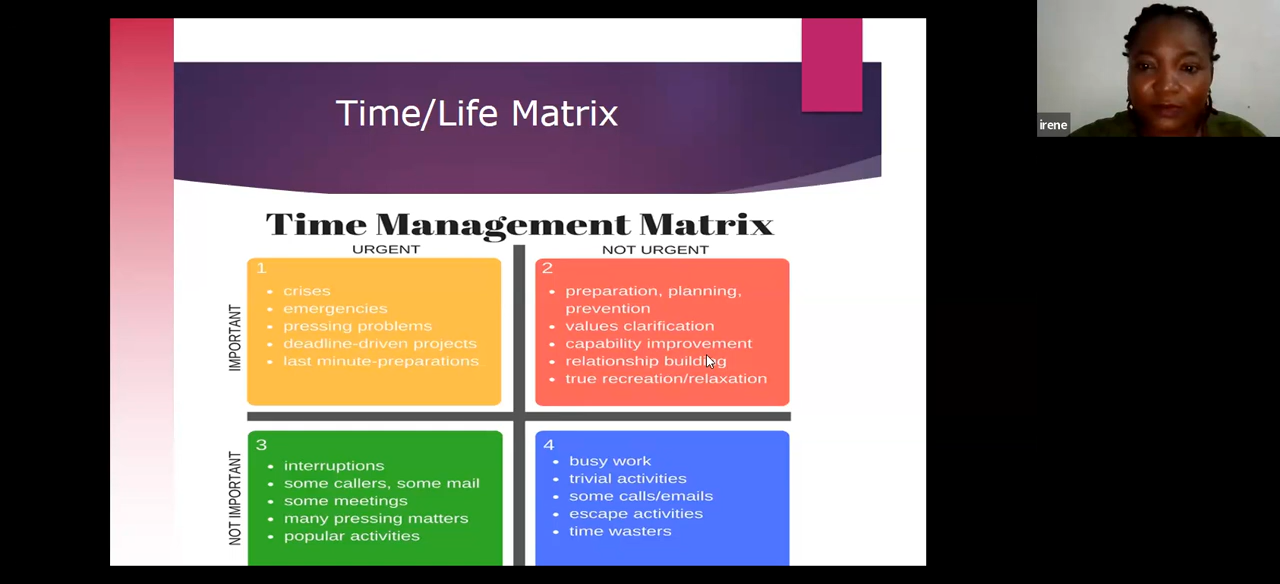 Time/Life Matrix
irene
Time Management Matrix
URGENT
NOT URGENT
IMPORTANT
1
• crises
• emergencies
• pressing problems
• deadline-driven projects
• last minute-preparations
2
• preparation, planning,
prevention
• values clarification
• capability improvement
• relationship building
• true recreation/relaxation
NOT IMPORTANT
3
• interruptions
• some callers, some mail
• some meetings
• many pressing matters
• popular activities
4
• busy work
• trivial activities
• some calls/emails
• escape activities
• time wasters